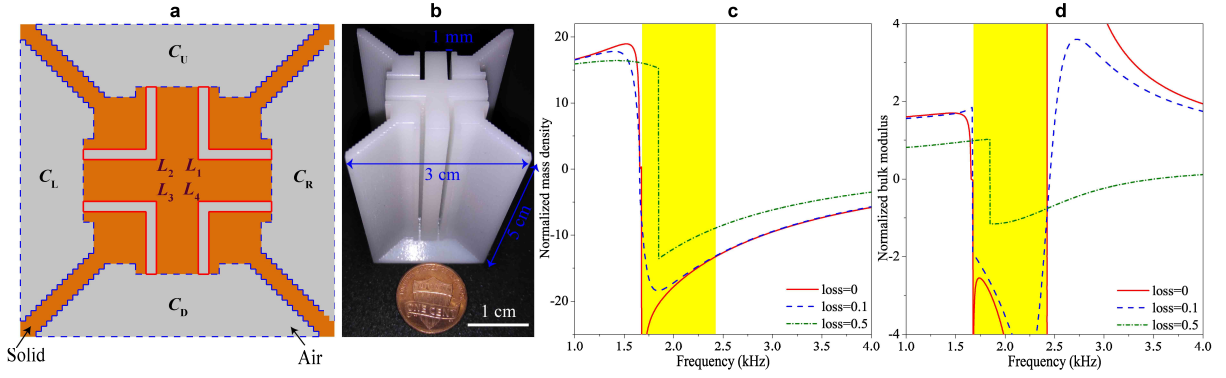 a
C_U
C_L
C_R
C_D
L_2 L_1
L_3 L_4
Solid
Air
b
1 mm
3 cm
3 cm
ONE CENT
1 cm
c
Normalized mass density
20
10
0
-10
-20
1.0 1.5 2.0 2.5 3.0 3.5 4.0
Frequency (kHz)
loss=0
loss=0.1
loss=0.5
d
Normalized bulk modulus
4
2
0
-2
-4
1.0 1.5 2.0 2.5 3.0 3.5 4.0
Frequency (kHz)
loss=0
loss=0.1
loss=0.5